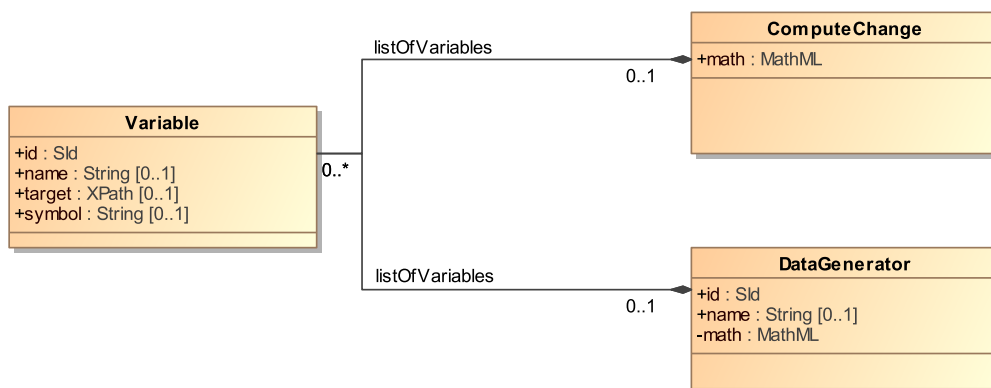 ComputeChange
listOfVariables
+math : MathML
0..1
Variable
+id : SId
+name : String [0..1]
+target : XPath [0..1]
+symbol : String [0..1]
0..*
listOfVariables
0..1
DataGenerator
+id : SId
+name : String [0..1]
-math : MathML